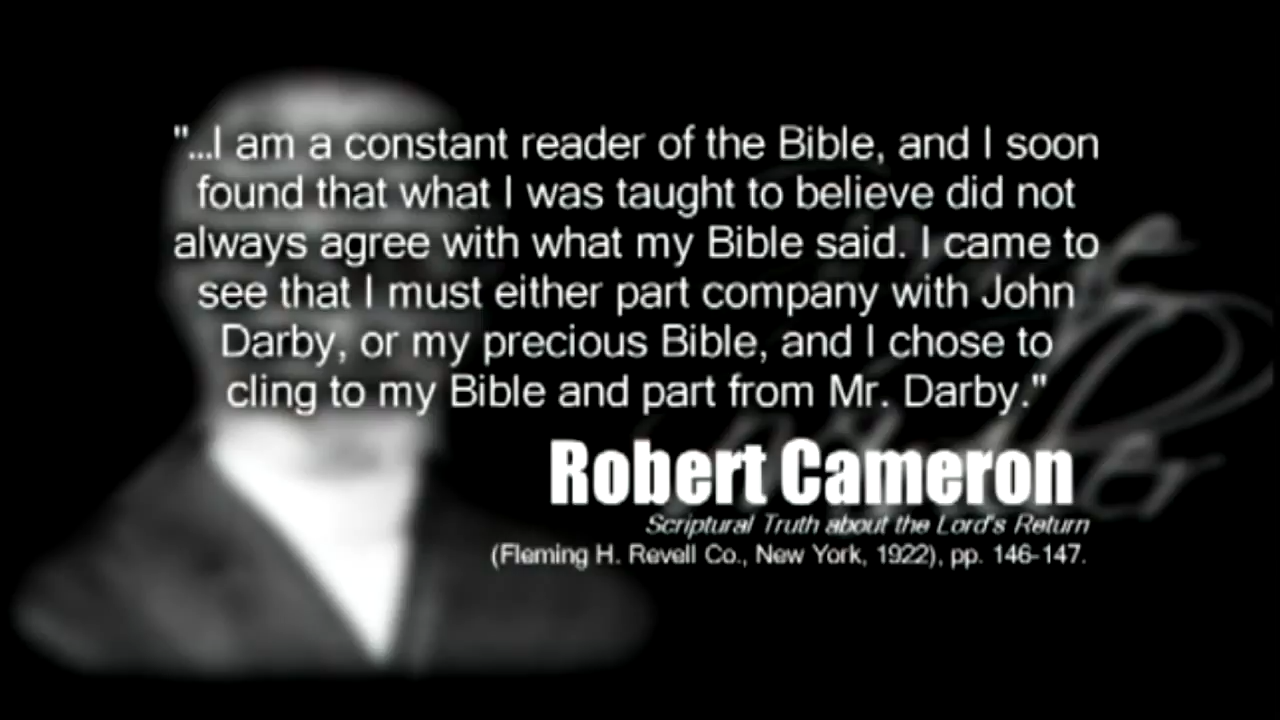 "...I am a constant reader of the Bible, and I soon
found that what I was taught to believe did not
always agree with what my Bible said. I came to
see that I must either part company with John
Darby, or my precious Bible, and I chose to
cling to my Bible and part from Mr. Darby."
Robert Cameron
Scriptural Truth about the Lord's Return
(Fleming H. Revell Co., New York, 1922), pp. 146-147.